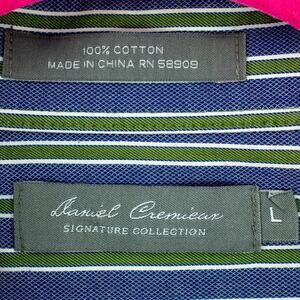 100% COTTON
MADE IN CHINA RN 58909
Daniel Cremieux
SIGNATURE COLLECTION
L